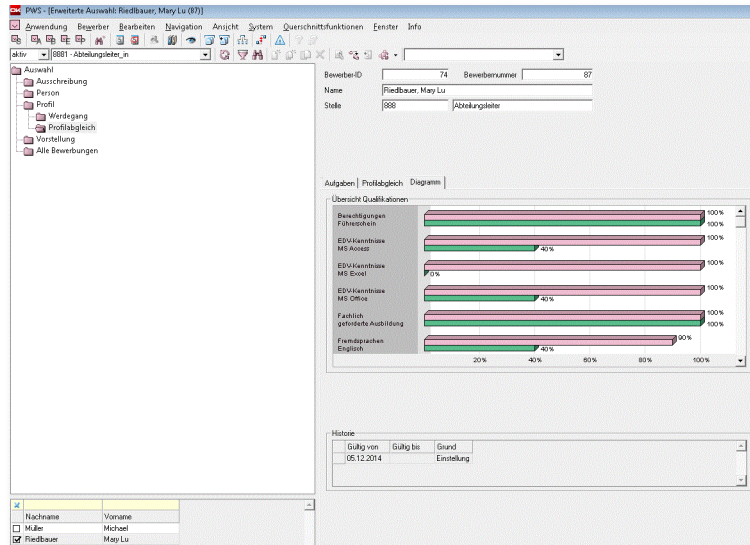 PWS - [Erweiterte Auswahl: Riedlbauer, Mary Lu (87)]
Anwendung Bewerber Bearbeiten Navigation Ansicht System Querschnittsfunktionen Fenster Info
aktiv 8881 - Abteilungsleiter_in
Auswahl
Ausschreibung
Person
Profil
Werdegang
Profilabgleich
Vorstellung
Alle Bewerbungen
Bewerber-ID 74 Bewerbernummer 87
Name Riedlbauer, Mary Lu
Stelle 888 Abteilungsleiter
Aufgaben Profilabgleich Diagramm
Übersicht Qualifikationen
Berechtigungen 100%
Führerschein 100%
EDV-Kenntnisse 100%
MS Access 40%
EDV-Kenntnisse 100%
MS Excel 0%
EDV-Kenntnisse 100%
MS Office 40%
Fachlich 100%
geforderte Ausbildung 100%
Fremdsprachen 90%
Englisch 40%
20% 40% 60% 80% 100%
Historie
Gültig von Gültig bis Grund
05.12.2014 Einstellung
Nachname Vorname
Müller Michael
Riedlbauer Mary Lu